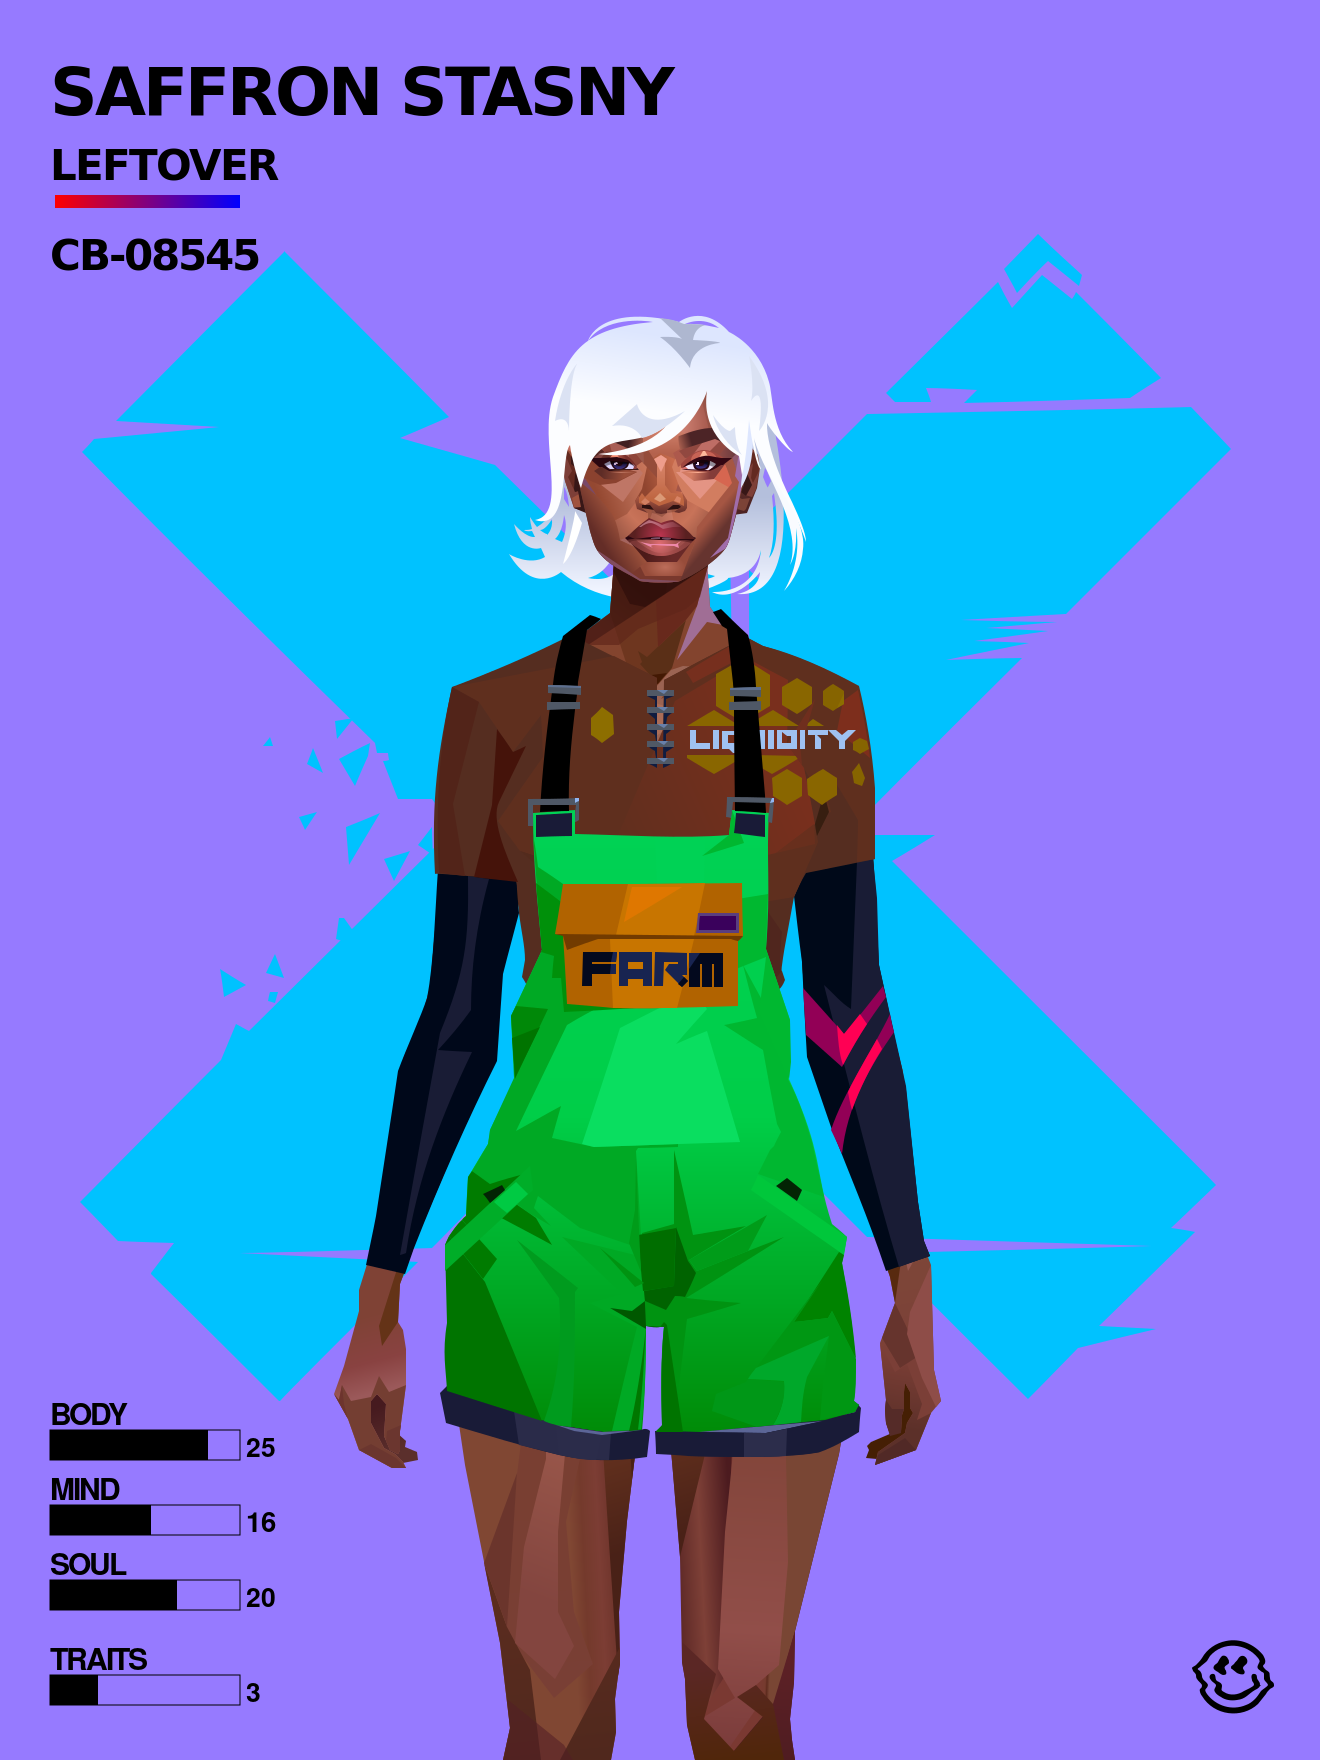 SAFFRON STASNY
LEFTOVER
CB-08545
LIQUIDITY
FARM
BODY
25
MIND
16
SOUL
20
TRAITS
3